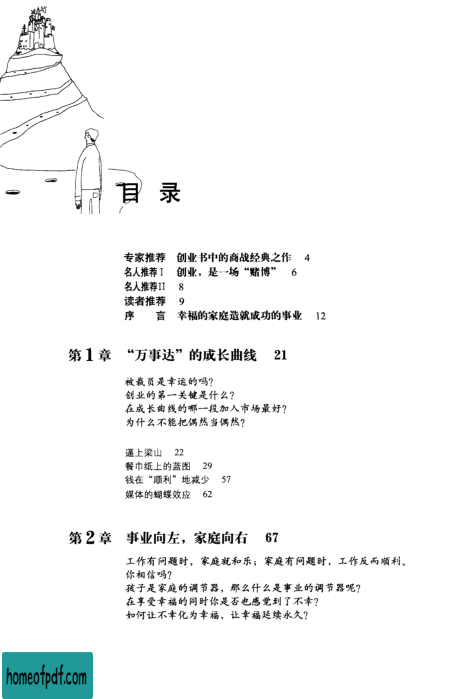 目 录
专家推荐 创业书中的商战经典之作 4
名人推荐 I 创业，是一场“赌博” 6
名人推荐 II 8
读者推荐 9
序 言 幸福的家庭造就成功的事业 12
第 1 章 “万事达”的成长曲线 21
被裁员是幸运的吗？
创业的第一关键是什么？
在成长曲线的哪一段加入市场最好？
为什么不能把偶然当偶然？
逼上梁山 22
餐巾纸上的蓝图 29
钱在“顺利”地减少 57
媒体的蝴蝶效应 62
第 2 章 事业向左，家庭向右 67
工作有问题时，家庭就和乐；家庭有问题时，工作反而顺利。
你相信吗？
孩子是家庭的调节器，那么什么是事业的调节器呢？
在享受幸福的同时你是否也感觉到了不幸？
如何让不幸化为幸福，让幸福延续永久？
homeofpdf.com